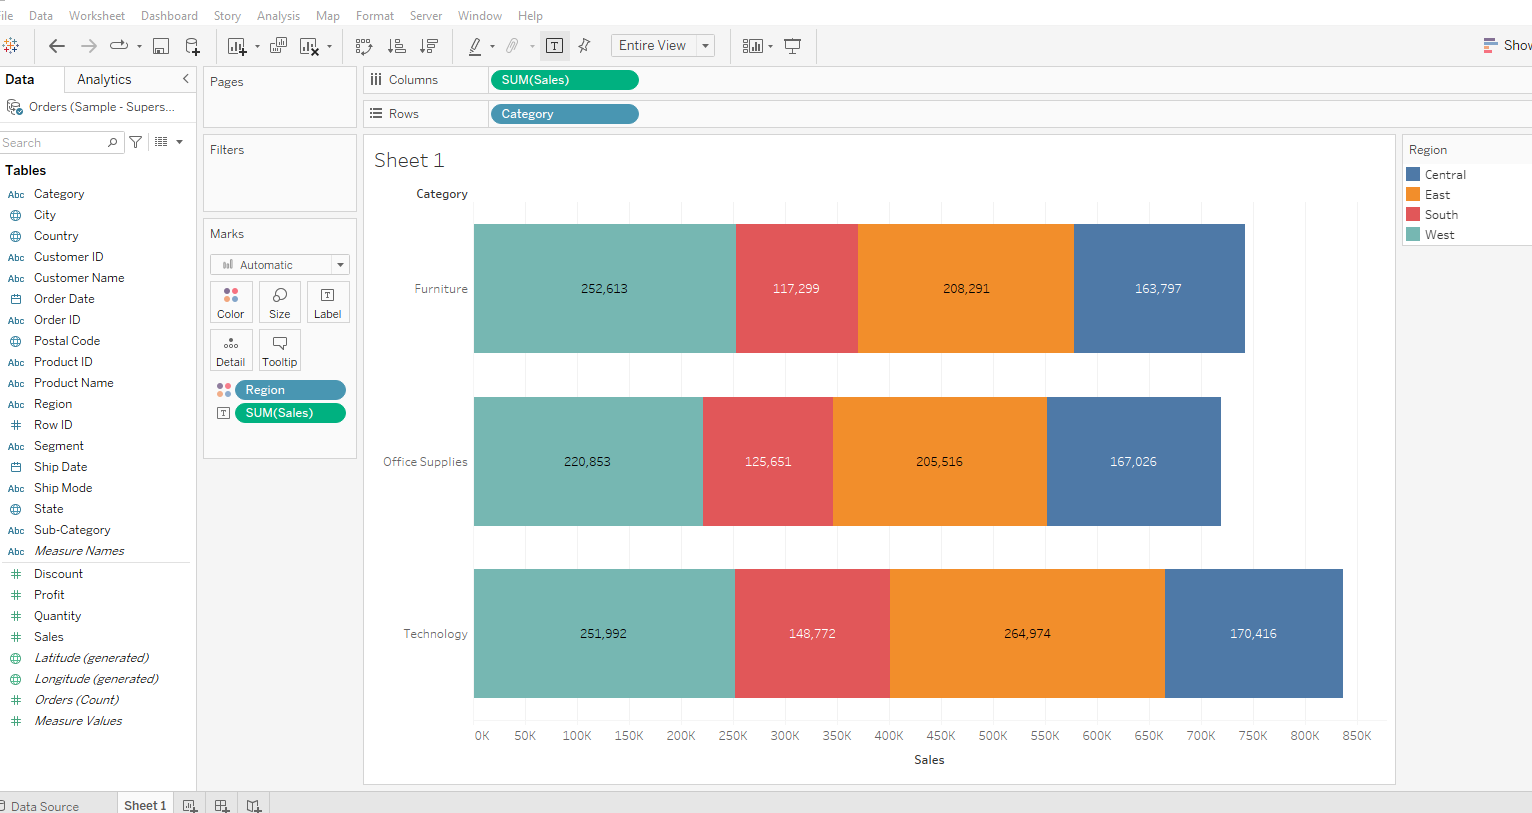 ile Data Worksheet Dashboard Story Analysis Map Format Server Window Help
Entire View
Show
Data Analytics
Orders (Sample - Supers...
Search
Tables
Abc Category
City
Country
Abc Customer ID
Abc Customer Name
Order Date
Abc Order ID
Postal Code
Abc Product ID
Abc Product Name
Abc Region
Row ID
Abc Segment
Ship Date
Abc Ship Mode
State
Abc Sub-Category
Abc Measure Names
Discount
Profit
Quantity
Sales
Latitude (generated)
Longitude (generated)
Orders (Count)
Measure Values
Pages
Filters
Marks
Automatic
Color Size Label
Detail Tooltip
Region
SUM(Sales)
Columns SUM(Sales)
Rows Category
Sheet 1
Category
Furniture 252,613 117,299 208,291 163,797
Office Supplies 220,853 125,651 205,516 167,026
Technology 251,992 148,772 264,974 170,416
0K 50K 100K 150K 200K 250K 300K 350K 400K 450K 500K 550K 600K 650K 700K 750K 800K 850K
Sales
Region
Central
East
South
West
Data Source Sheet 1